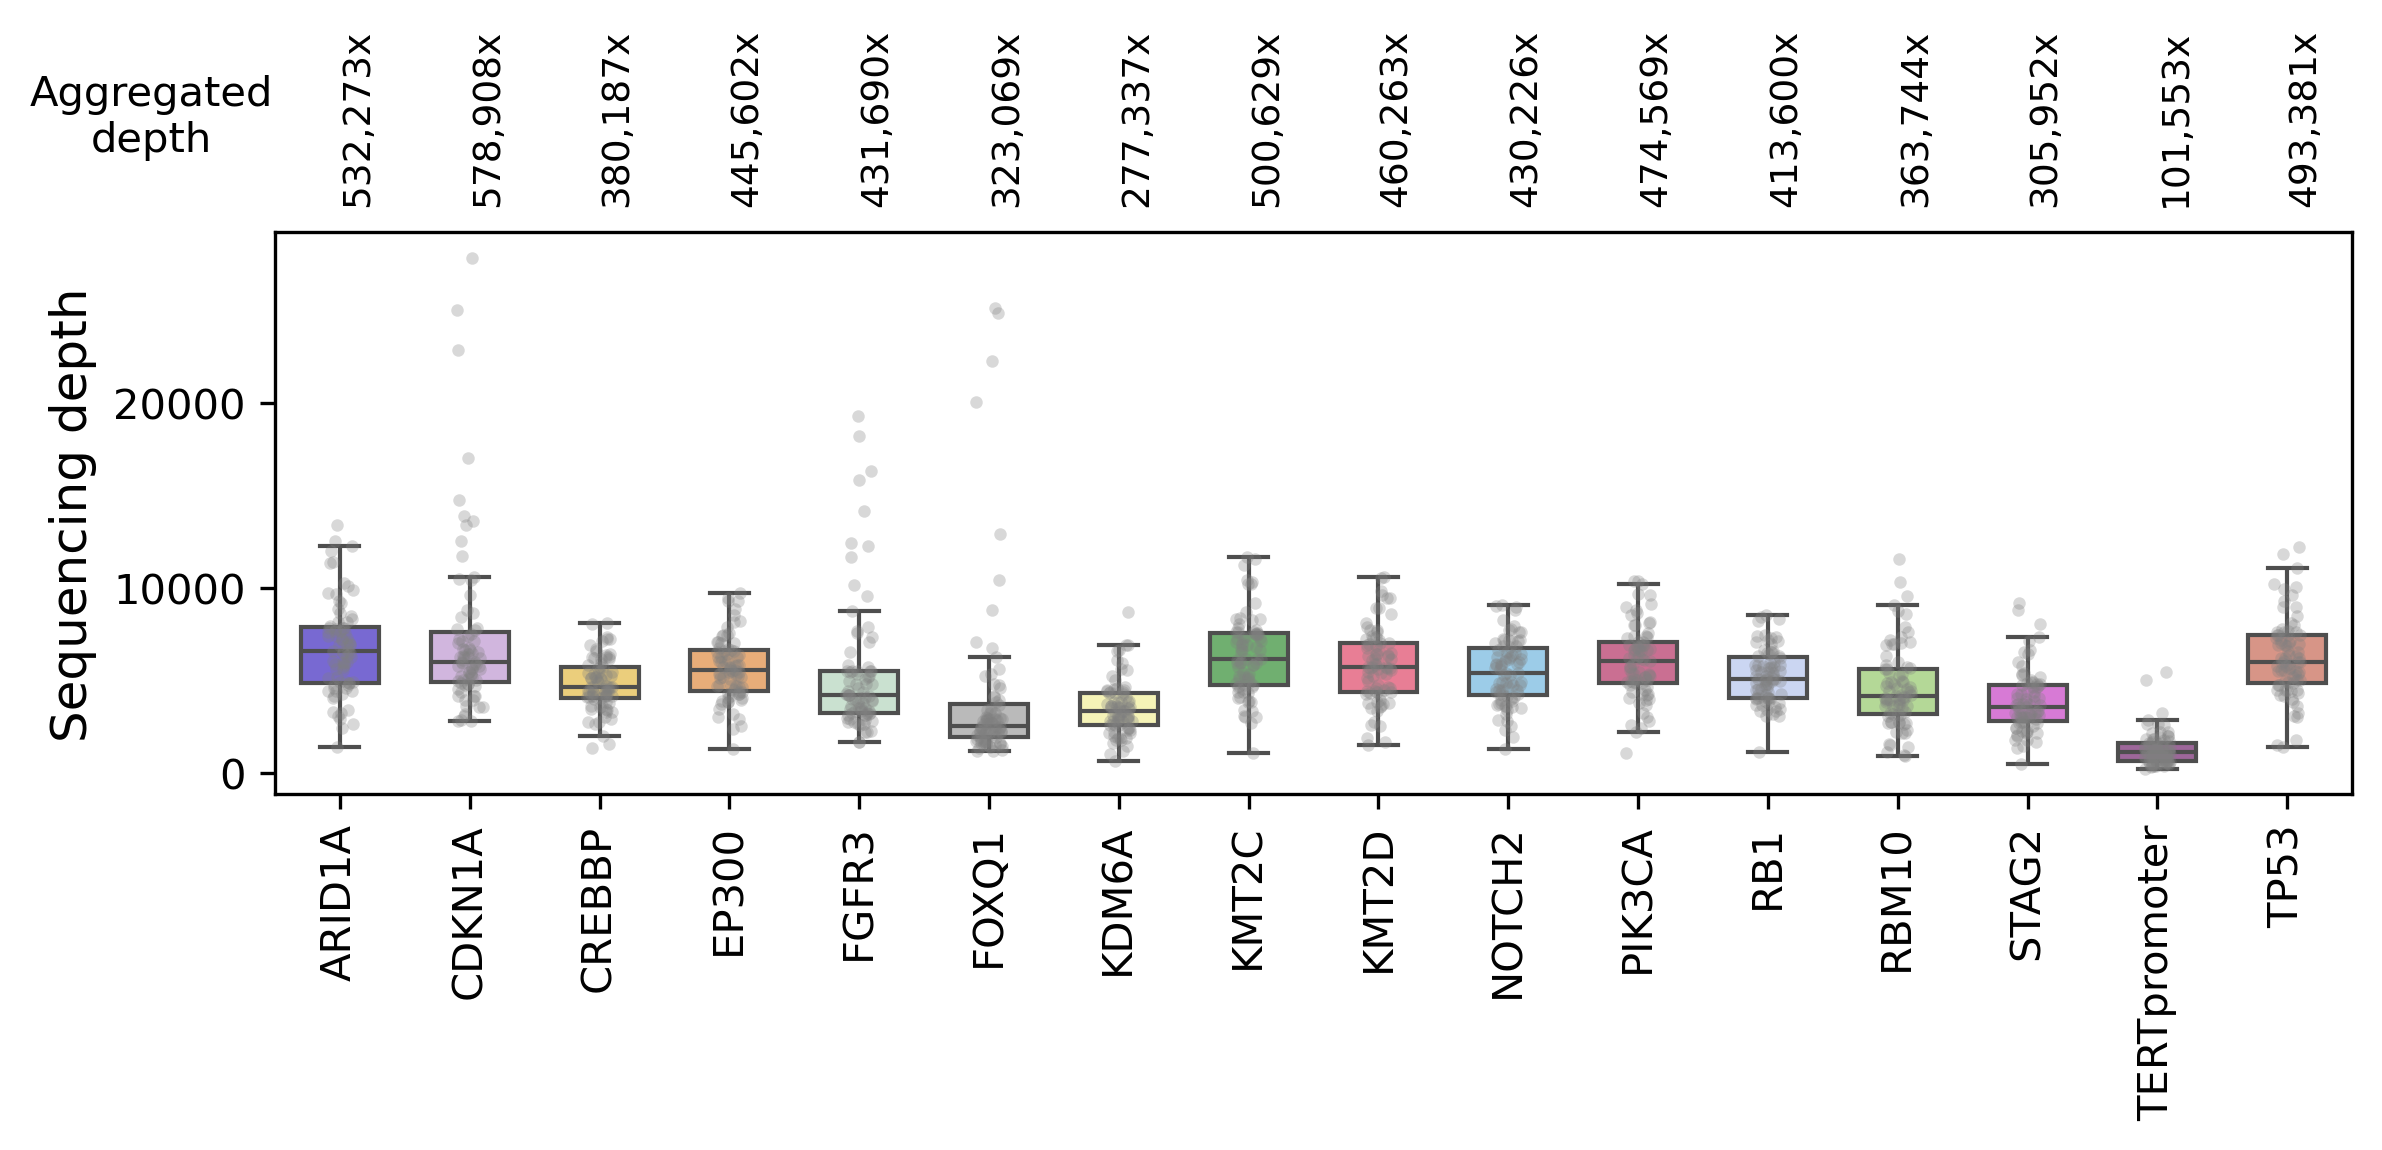 Aggregated
depth
532,273x
578,908x
380,187x
445,602x
431,690x
323,069x
277,337x
500,629x
460,263x
430,226x
474,569x
413,600x
363,744x
305,952x
101,553x
493,381x
Sequencing depth
20000
10000
0
ARID1A
CDKN1A
CREBBP
EP300
FGFR3
FOXQ1
KDM6A
KMT2C
KMT2D
NOTCH2
PIK3CA
RB1
RBM10
STAG2
TERTpromoter
TP53